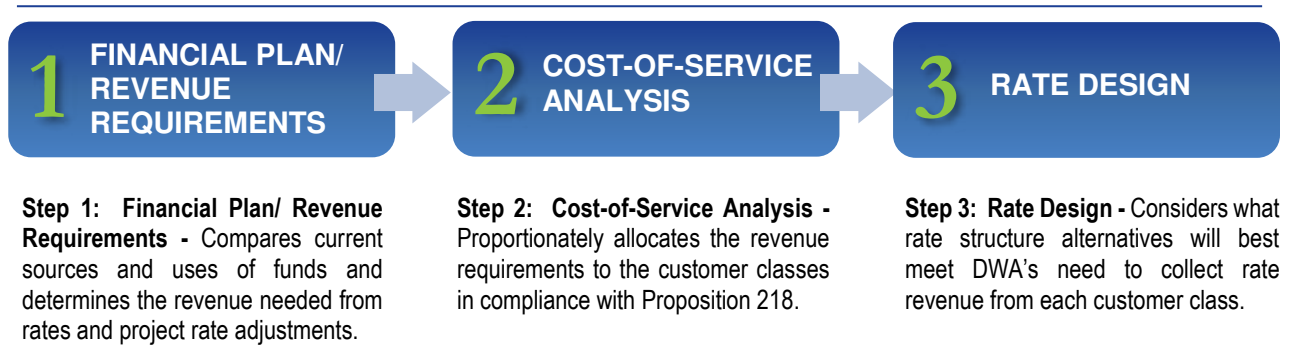 1
FINANCIAL PLAN/
REVENUE
REQUIREMENTS
2
COST-OF-SERVICE
ANALYSIS
3
RATE DESIGN
Step 1: Financial Plan/ Revenue
Requirements - Compares current
sources and uses of funds and
determines the revenue needed from
rates and project rate adjustments.
Step 2: Cost-of-Service Analysis -
Proportionately allocates the revenue
requirements to the customer classes
in compliance with Proposition 218.
Step 3: Rate Design - Considers what
rate structure alternatives will best
meet DWA's need to collect rate
revenue from each customer class.